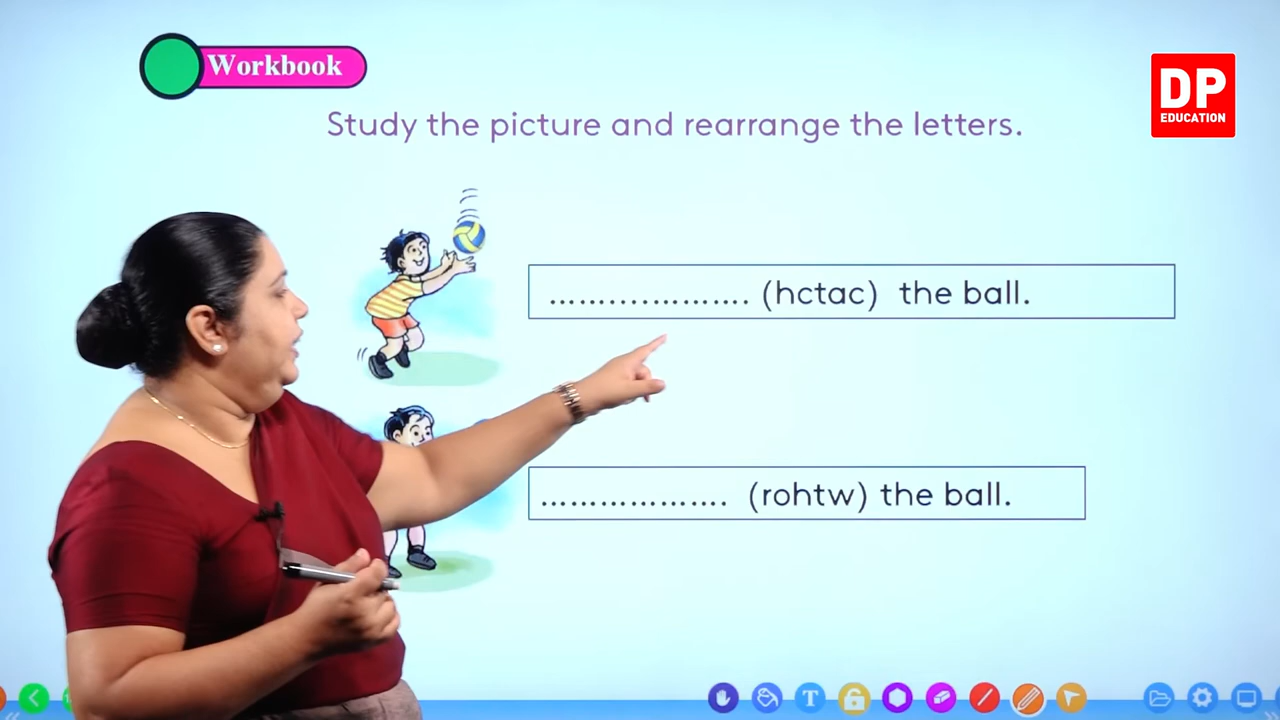 Workbook
DP
EDUCATION
Study the picture and rearrange the letters.
.................... (hctac) the ball.
................... (rohtw) the ball.
T